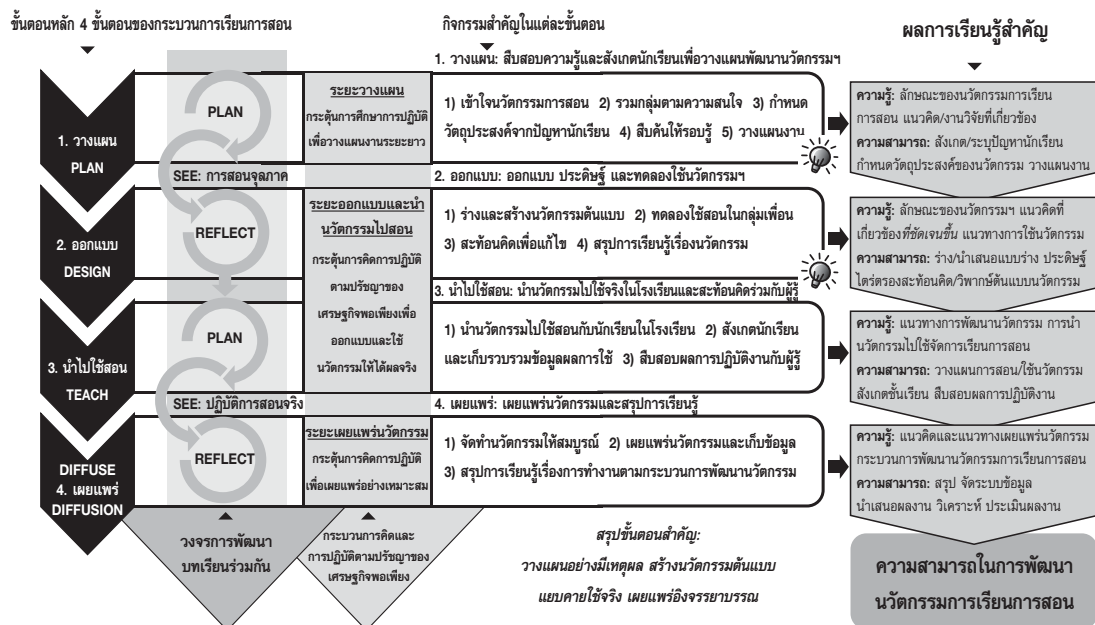 ขั้นตอนหลัก 4 ขั้นตอนของกระบวนการเรียนการสอน
กิจกรรมสำคัญในแต่ละขั้นตอน
ผลการเรียนรู้สำคัญ
1. วางแผน
PLAN
2. ออกแบบ
DESIGN
3. นำไปใช้สอน
TEACH
DIFFUSE
4. เผยแพร่
DIFFUSION
PLAN
SEE: การสอนจุลภาค
REFLECT
PLAN
SEE: ปฏิบัติการสอนจริง
REFLECT
วงจรการพัฒนา
บทเรียนร่วมกัน
ระยะวางแผน
กระตุ้นการศึกษาการปฏิบัติ
เพื่อวางแผนงานระยะยาว
ระยะออกแบบและนำ
นวัตกรรมไปสอน
กระตุ้นการคิดการปฏิบัติ
ตามปรัชญาของ
เศรษฐกิจพอเพียงเพื่อ
ออกแบบและใช้
นวัตกรรมให้ได้ผลจริง
ระยะเผยแพร่นวัตกรรม
กระตุ้นการคิดการปฏิบัติ
เพื่อเผยแพร่อย่างเหมาะสม
กระบวนการคิดและ
การปฏิบัติตามปรัชญาของ
เศรษฐกิจพอเพียง
1. วางแผน: สืบสอบความรู้และสังเกตนักเรียนเพื่อวางแผนพัฒนานวัตกรรมฯ
1) เข้าใจนวัตกรรมการสอน 2) รวมกลุ่มตามความสนใจ 3) กำหนด
วัตถุประสงค์จากปัญหานักเรียน 4) สืบค้นให้รอบรู้ 5) วางแผนงาน
2. ออกแบบ: ออกแบบ ประดิษฐ์ และทดลองใช้นวัตกรรมฯ
1) ร่างและสร้างนวัตกรรมต้นแบบ 2) ทดลองใช้สอนในกลุ่มเพื่อน
3) สะท้อนคิดเพื่อแก้ไข 4) สรุปการเรียนรู้เรื่องนวัตกรรม
3. นำไปใช้สอน: นำนวัตกรรมไปใช้จริงในโรงเรียนและสะท้อนคิดร่วมกับผู้รู้
1) นำนวัตกรรมไปใช้สอนกับนักเรียนในโรงเรียน 2) สังเกตนักเรียน
และเก็บรวบรวมข้อมูลผลการใช้ 3) สืบสอบผลการปฏิบัติงานกับผู้รู้
4. เผยแพร่: เผยแพร่นวัตกรรมและสรุปการเรียนรู้
1) จัดทำนวัตกรรมให้สมบูรณ์ 2) เผยแพร่นวัตกรรมและเก็บข้อมูล
3) สรุปการเรียนรู้เรื่องการทำงานตามกระบวนการพัฒนานวัตกรรม
สรุปขั้นตอนสำคัญ:
วางแผนอย่างมีเหตุผล สร้างนวัตกรรมต้นแบบ
แยบคายใช้จริง เผยแพร่อิงจรรยาบรรณ
ความรู้: ลักษณะของนวัตกรรมการเรียน
การสอน แนวคิด/งานวิจัยที่เกี่ยวข้อง
ความสามารถ: สังเกต/ระบุปัญหานักเรียน
กำหนดวัตถุประสงค์ของนวัตกรรม วางแผนงาน
ความรู้: ลักษณะของนวัตกรรมฯ แนวคิดที่
เกี่ยวข้องที่ชัดเจนขึ้น แนวทางการใช้นวัตกรรม
ความสามารถ: ร่าง/นำเสนอแบบร่าง ประดิษฐ์
ไตร่ตรองสะท้อนคิด/วิพากษ์ต้นแบบนวัตกรรม
ความรู้: แนวทางการพัฒนานวัตกรรม การนำ
นวัตกรรมไปใช้จัดการเรียนการสอน
ความสามารถ: วางแผนการสอน/ใช้นวัตกรรม
สังเกตชั้นเรียน สืบสอบผลการปฏิบัติงาน
ความรู้: แนวคิดและแนวทางเผยแพร่นวัตกรรม
กระบวนการพัฒนานวัตกรรมการเรียนการสอน
ความสามารถ: สรุป จัดระบบข้อมูล
นำเสนอผลงาน วิเคราะห์ ประเมินผลงาน
ความสามารถในการพัฒนา
นวัตกรรมการเรียนการสอน